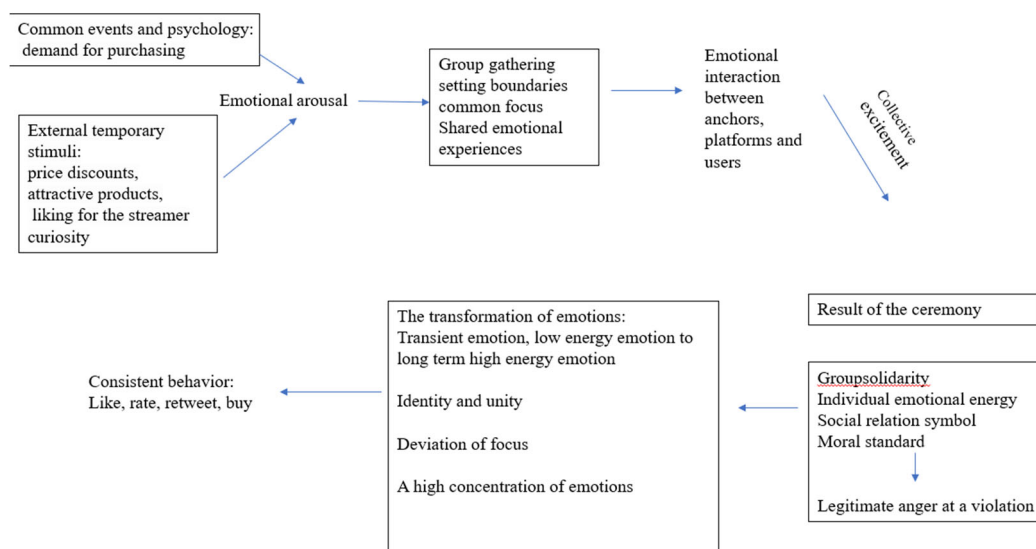 Common events and psychology:
demand for purchasing
Emotional arousal
External temporary
stimuli:
price discounts,
attractive products,
liking for the streamer
curiosity
Group gathering
setting boundaries
common focus
Shared emotional
experiences
Emotional
interaction
between
anchors,
platforms and
users
Collective
excitement
Result of the ceremony
Groupsolidarity
Individual emotional energy
Social relation symbol
Moral standard
Legitimate anger at a violation
The transformation of emotions:
Transient emotion, low energy emotion to
long term high energy emotion
Identity and unity
Deviation of focus
A high concentration of emotions
Consistent behavior:
Like, rate, retweet, buy